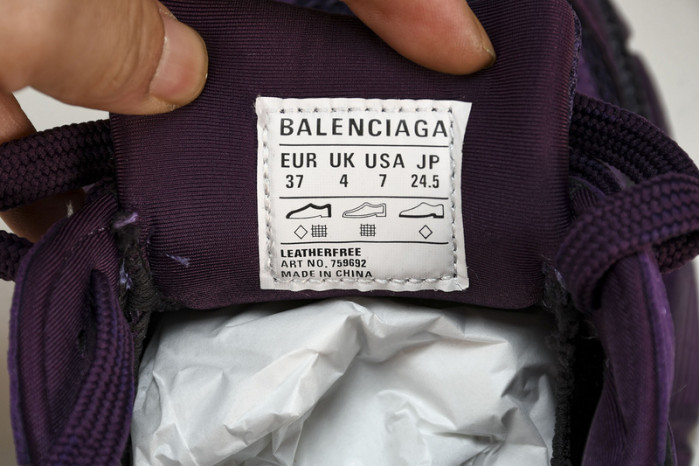 BALENCIAGA
EUR UK USA JP
37 4 7 24.5
LEATHERFREE
ART NO. 759692
MADE IN CHINA